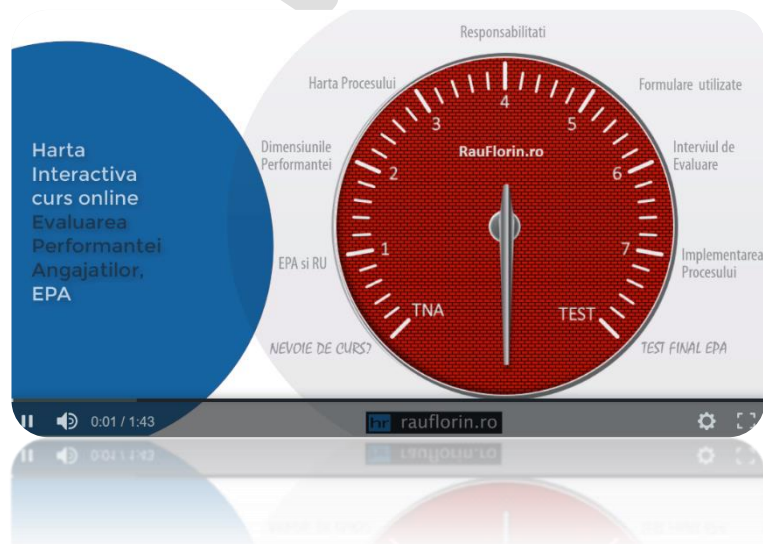 Harta
Interactiva
curs online
Evaluarea
Performantei
Angajatilor,
EPA
Responsabilitati
Harta Procesului
Formulare utilizate
Dimensiunile
Performantei
Interviul de
Evaluare
EPA si RU
Implementarea
Procesului
NEVOIE DE CURS?
TEST FINAL EPA
RauFlorin.ro
TNA
1
2
3
4
5
6
7
TEST
0:01 / 1:43
hr rauflorin.ro